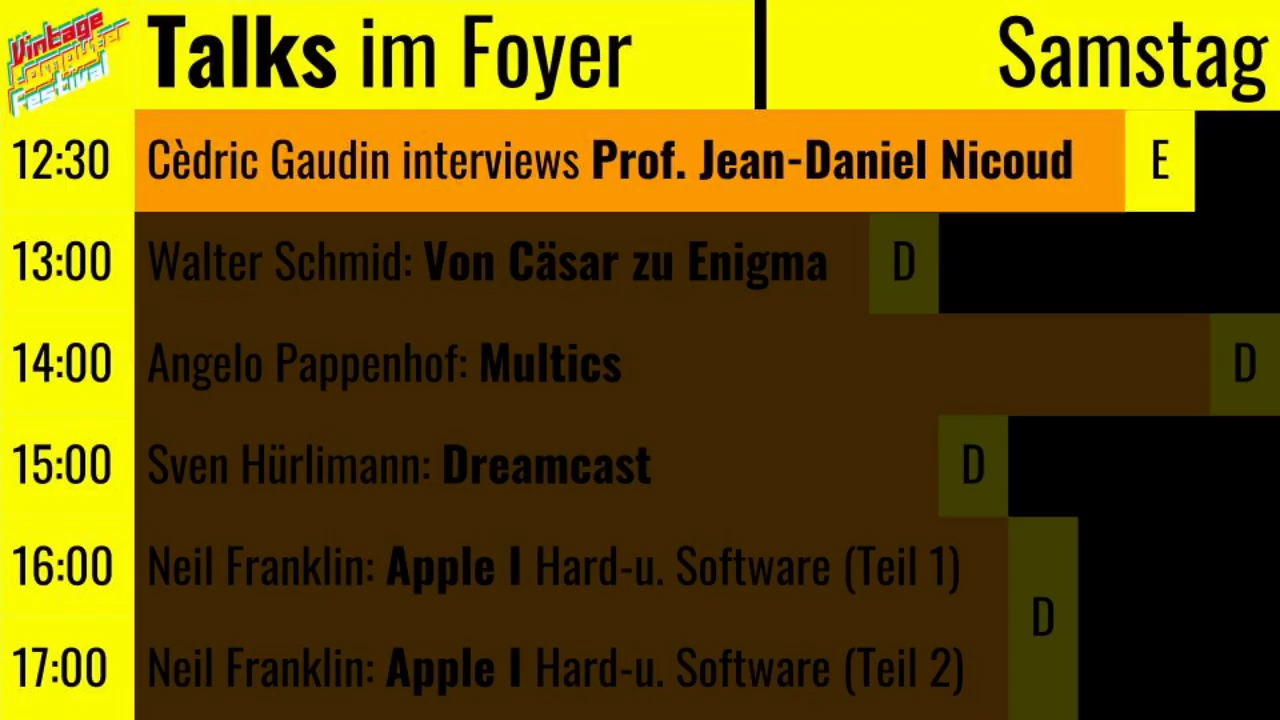 Vintage
Computer
Festival
Talks im Foyer
Samstag
12:30 Cèdric Gaudin interviews Prof. Jean-Daniel Nicoud E
13:00 Walter Schmid: Von Cäsar zu Enigma D
14:00 Angelo Pappenhof: Multics D
15:00 Sven Hürlimann: Dreamcast D
16:00 Neil Franklin: Apple I Hard-u. Software (Teil 1)
D
17:00 Neil Franklin: Apple I Hard-u. Software (Teil 2)